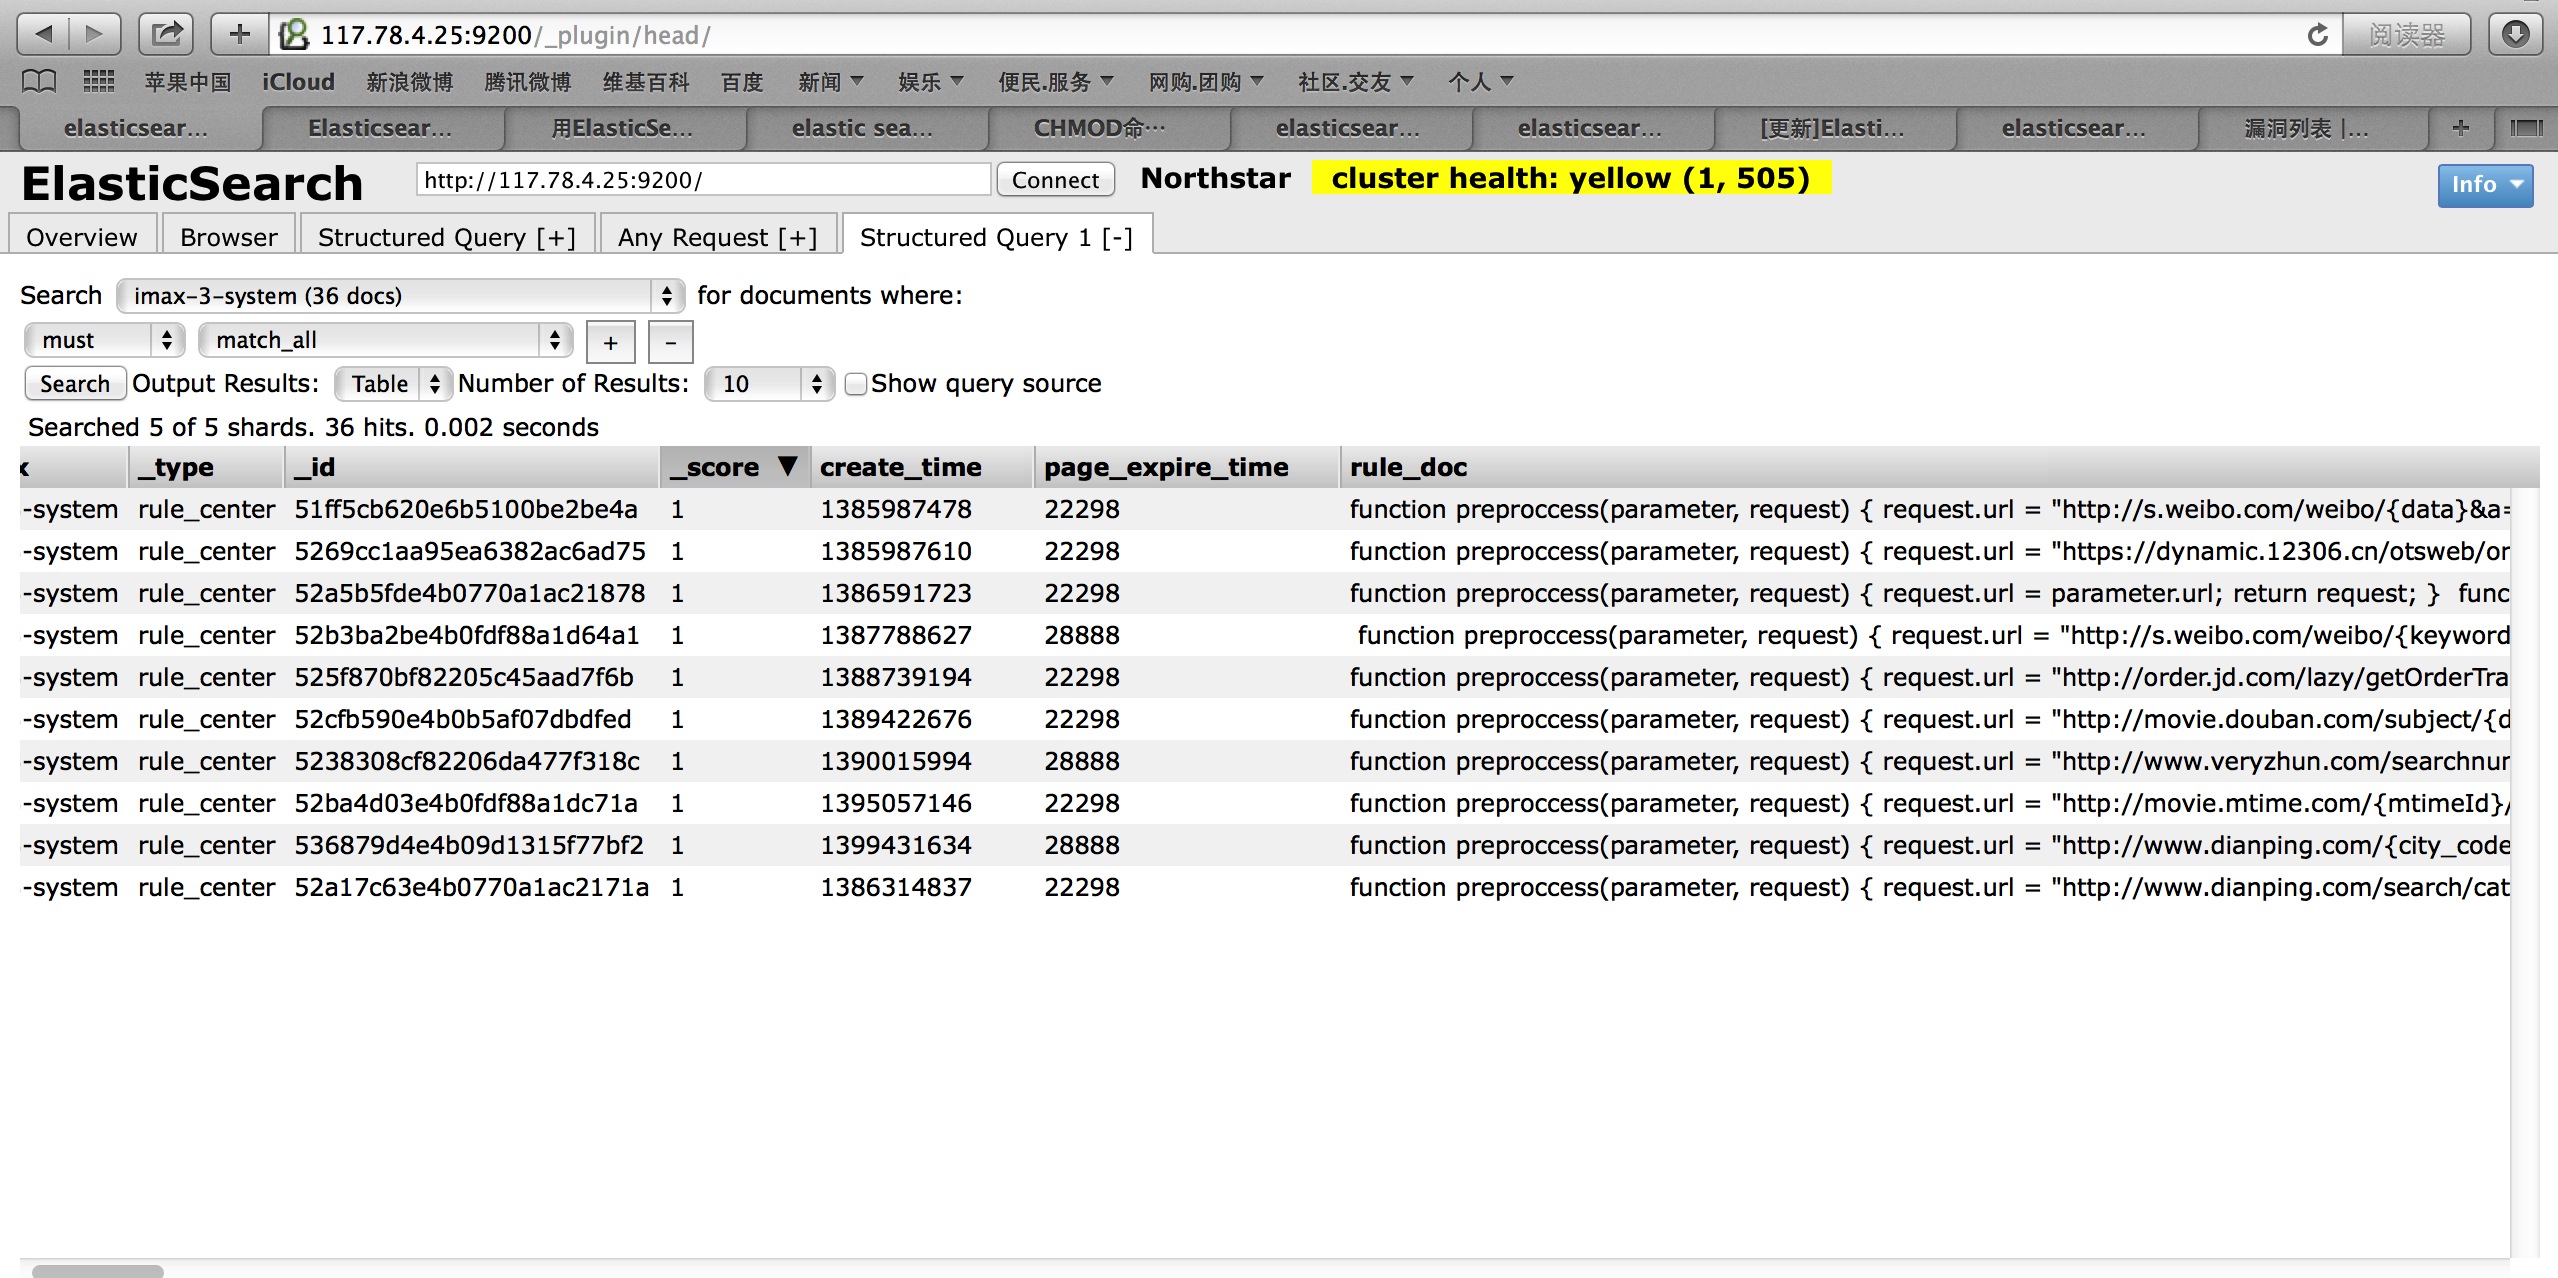 117.78.4.25:9200/_plugin/head/ 阅读器
苹果中国 iCloud 新浪微博 腾讯微博 维基百科 百度 新闻 娱乐 便民.服务 网购.团购 社区.交友 个人
elasticsear... Elasticsear... 用ElasticSe... elastic sea... CHMOD命... elasticsear... elasticsear... [更新]Elasti... elasticsear... 漏洞列表 |...
ElasticSearch http://117.78.4.25:9200/ Connect Northstar cluster health: yellow (1, 505) Info
Overview Browser Structured Query [+] Any Request [+] Structured Query 1 [-]
Search imax-3-system (36 docs) for documents where:
must match_all + -
Search Output Results: Table Number of Results: 10 Show query source
Searched 5 of 5 shards. 36 hits. 0.002 seconds
x _type _id _score ▼ create_time page_expire_time rule_doc
-system rule_center 51ff5cb620e6b5100be2be4a 1 1385987478 22298 function preproccess(parameter, request) { request.url = "http://s.weibo.com/weibo/{data}&a=
-system rule_center 5269cc1aa95ea6382ac6ad75 1 1385987610 22298 function preproccess(parameter, request) { request.url = "https://dynamic.12306.cn/otsweb/or
-system rule_center 52a5b5fde4b0770a1ac21878 1 1386591723 22298 function preproccess(parameter, request) { request.url = parameter.url; return request; } func
-system rule_center 52b3ba2be4b0fdf88a1d64a1 1 1387788627 28888 function preproccess(parameter, request) { request.url = "http://s.weibo.com/weibo/{keyword
-system rule_center 525f870bf82205c45aad7f6b 1 1388739194 22298 function preproccess(parameter, request) { request.url = "http://order.jd.com/lazy/getOrderTra
-system rule_center 52cfb590e4b0b5af07dbdfed 1 1389422676 22298 function preproccess(parameter, request) { request.url = "http://movie.douban.com/subject/{d
-system rule_center 5238308cf82206da477f318c 1 1390015994 28888 function preproccess(parameter, request) { request.url = "http://www.veryzhun.com/searchnur
-system rule_center 52ba4d03e4b0fdf88a1dc71a 1 1395057146 22298 function preproccess(parameter, request) { request.url = "http://movie.mtime.com/{mtimeId}/
-system rule_center 536879d4e4b09d1315f77bf2 1 1399431634 28888 function preproccess(parameter, request) { request.url = "http://www.dianping.com/{city_code
-system rule_center 52a17c63e4b0770a1ac2171a 1 1386314837 22298 function preproccess(parameter, request) { request.url = "http://www.dianping.com/search/cat